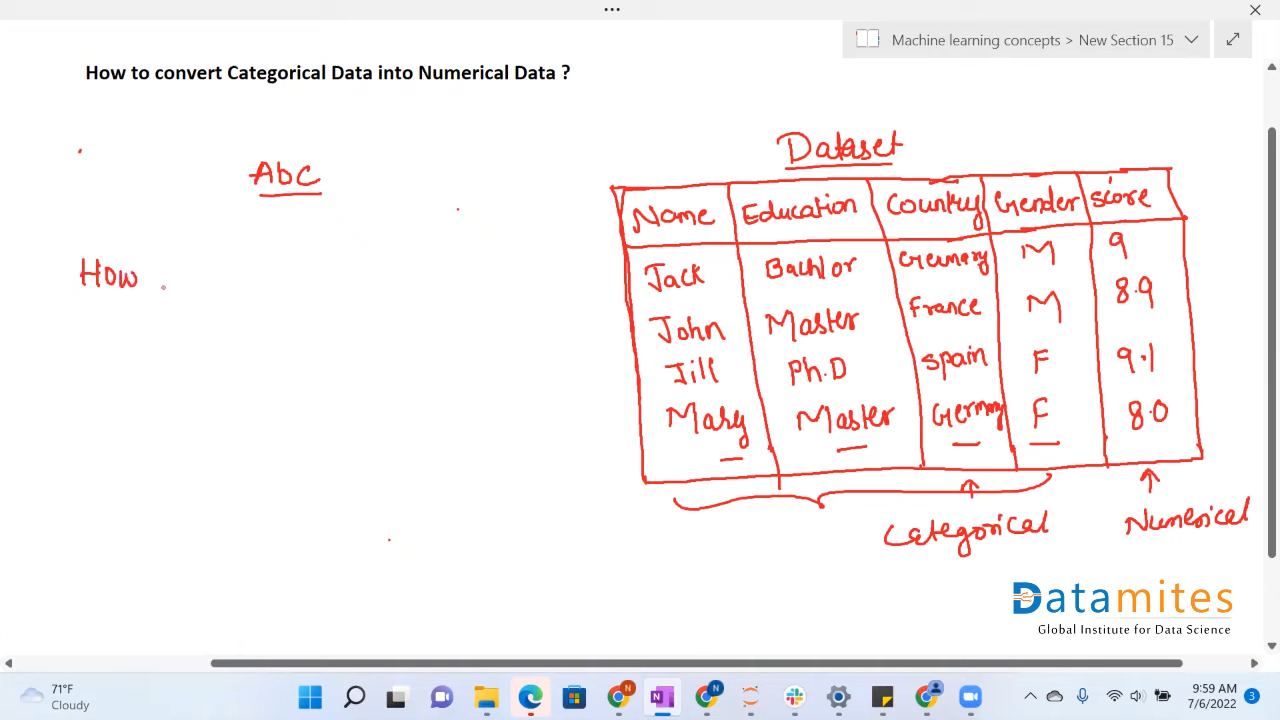 Machine learning concepts > New Section 15
How to convert Categorical Data into Numerical Data ?
AbC
How
Dataset
Name Education Country Gender score
Jack Bachlor Germany M 9
John Master France M 8.9
Jill Ph.D Spain F 9.1
Mary Master Germany F 8.0
Categorical Numerical
Datamites
Global Institute for Data Science
71°F
Cloudy
N N
9:59 AM
7/6/2022
3